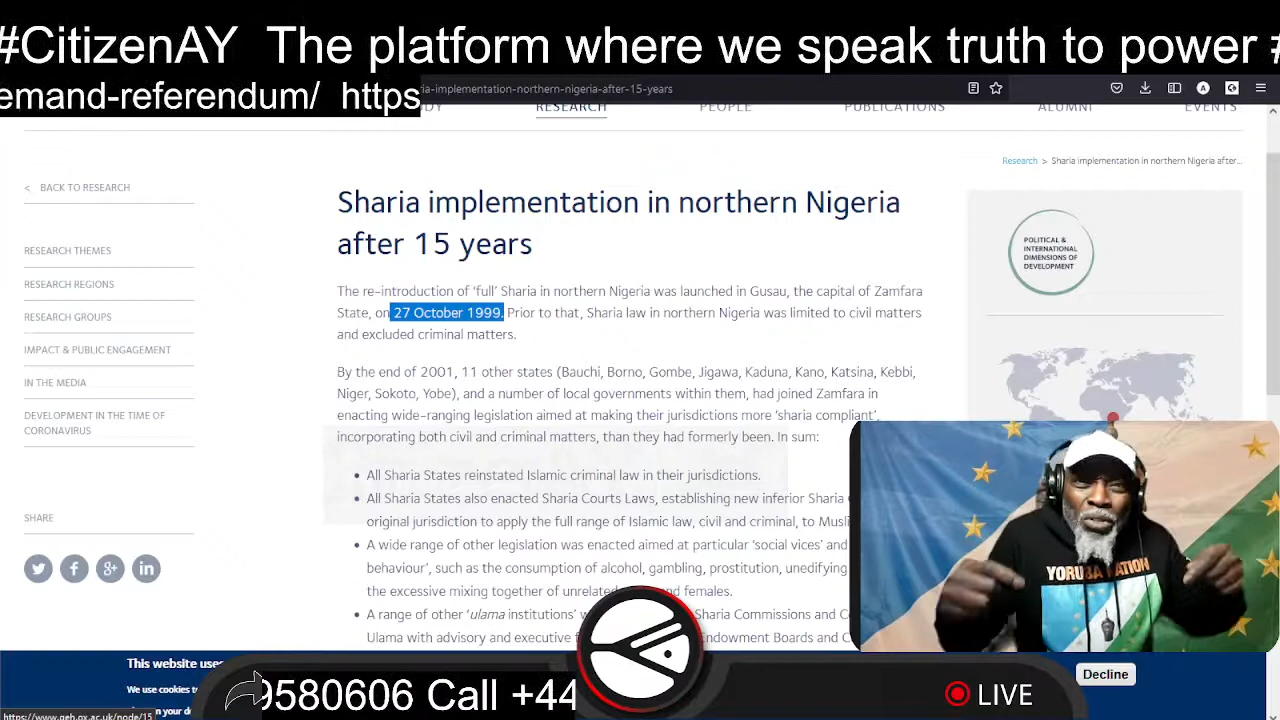 #CitizenAY The platform where we speak truth to power #
emand-referendum/ https
ia-implementation-northern-nigeria-after-15-years
RESEARCH
PEOPLE
PUBLICATIONS
ALUMNI
EVENTS
Research > Sharia implementation in northern Nigeria after...
< BACK TO RESEARCH
RESEARCH THEMES
RESEARCH REGIONS
RESEARCH GROUPS
IMPACT & PUBLIC ENGAGEMENT
IN THE MEDIA
DEVELOPMENT IN THE TIME OF
CORONAVIRUS
SHARE
Sharia implementation in northern Nigeria
after 15 years
The re-introduction of ‘full’ Sharia in northern Nigeria was launched in Gusau, the capital of Zamfara
State, on 27 October 1999. Prior to that, Sharia law in northern Nigeria was limited to civil matters
and excluded criminal matters.
By the end of 2001, 11 other states (Bauchi, Borno, Gombe, Jigawa, Kaduna, Kano, Katsina, Kebbi,
Niger, Sokoto, Yobe), and a number of local governments within them, had joined Zamfara in
enacting wide-ranging legislation aimed at making their jurisdictions more ‘sharia compliant’,
incorporating both civil and criminal matters, than they had formerly been. In sum:
• All Sharia States reinstated Islamic criminal law in their jurisdictions.
• All Sharia States also enacted Sharia Courts Laws, establishing new inferior Sharia
original jurisdiction to apply the full range of Islamic law, civil and criminal, to Musli
• A wide range of other legislation was enacted aimed at particular ‘social vices’ and
behaviour’, such as the consumption of alcohol, gambling, prostitution, unedifying
the excessive mixing together of unrelated and females.
• A range of other ‘ulama institutions’ Sharia Commissions and
Ulama with advisory and executive Endowment Boards and
POLITICAL &
INTERNATIONAL
DIMENSIONS OF
DEVELOPMENT
YORUBA NATION
This website uses
We use cookies to
Decline
9580606 Call +44
LIVE
https://www.qeh.ox.ac.uk/node/15